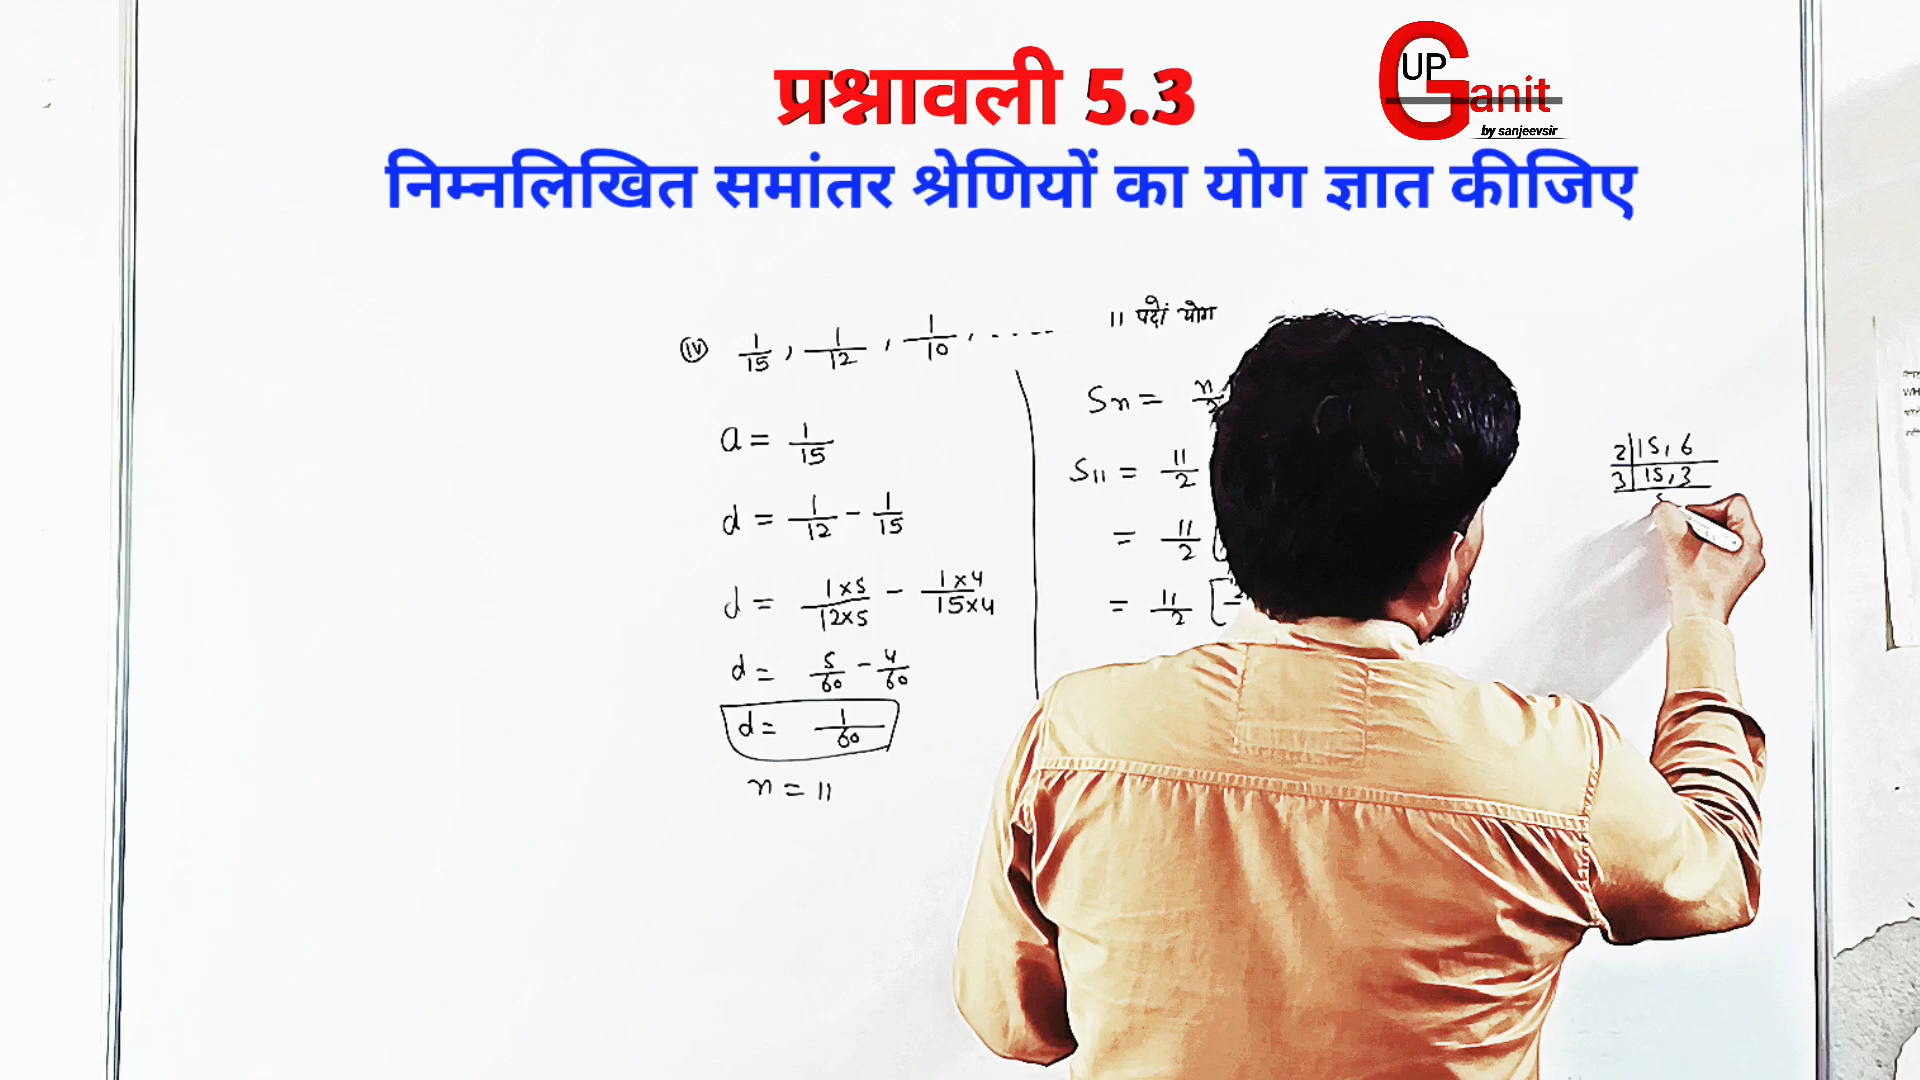 प्रश्नावली 5.3
UP Ganit
by sanjeevsir
निम्नलिखित समांतर श्रेणियों का योग ज्ञात कीजिए
(iv) 1/15, 1/12, 1/10, ..... 11 पदों योग
a = 1/15
d = 1/12 - 1/15
d = 1×5/12×5 - 1×4/15×4
d = 5/60 - 4/60
d = 1/60
n = 11
Sn = n/2
S11 = 11/2
= 11/2 [
= 11/2 [
2|15, 6
3|15, 3
5